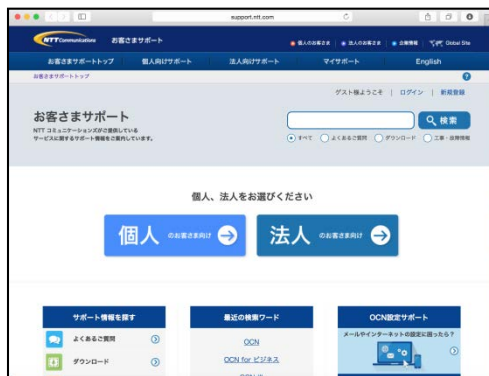 support.ntt.com
NTT Communications お客さまサポート
個人のお客さま 法人のお客さま 企業情報 Global Site
お客さまサポートトップ 個人向けサポート 法人向けサポート マイサポート English
お客さまサポートトップ
?
ゲスト様ようこそ | ログイン | 新規登録
お客さまサポート
NTT コミュニケーションズがご提供している
サービスに関するサポート情報をご案内しています。
検索
すべて よくあるご質問 ダウンロード 工事・故障情報
個人、法人をお選びください
個人 のお客さま向け
法人 のお客さま向け
サポート情報を探す
よくあるご質問
ダウンロード
最近の検索ワード
OCN
OCN for ビジネス
OCN設定サポート
メールやインターネットの設定に困ったら?